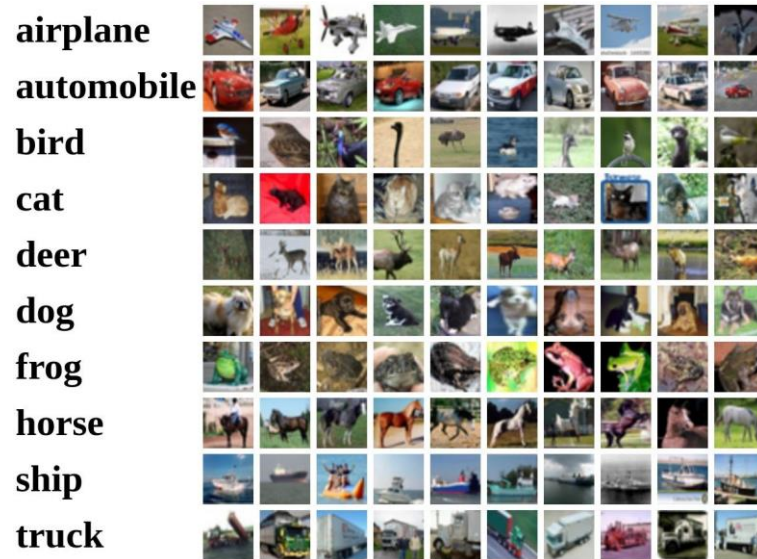 airplane
automobile
bird
cat
deer
dog
frog
horse
ship
truck